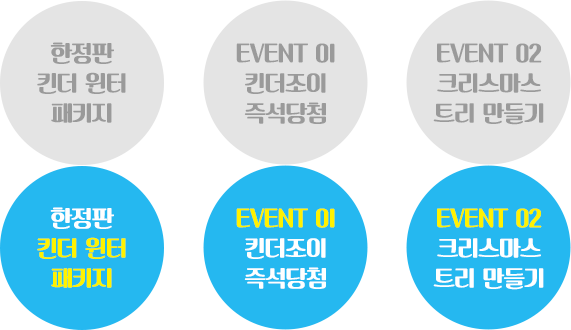 한정판
킨더 윈터
패키지
EVENT 01
킨더조이
즉석당첨
EVENT 02
크리스마스
트리 만들기
한정판
킨더 윈터
패키지
EVENT 01
킨더조이
즉석당첨
EVENT 02
크리스마스
트리 만들기